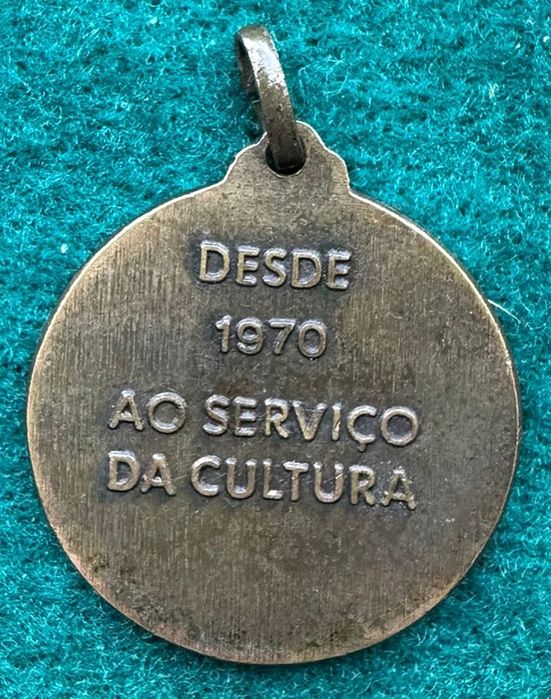 DESDE
1970
AO SERVIÇO
DA CULTURA